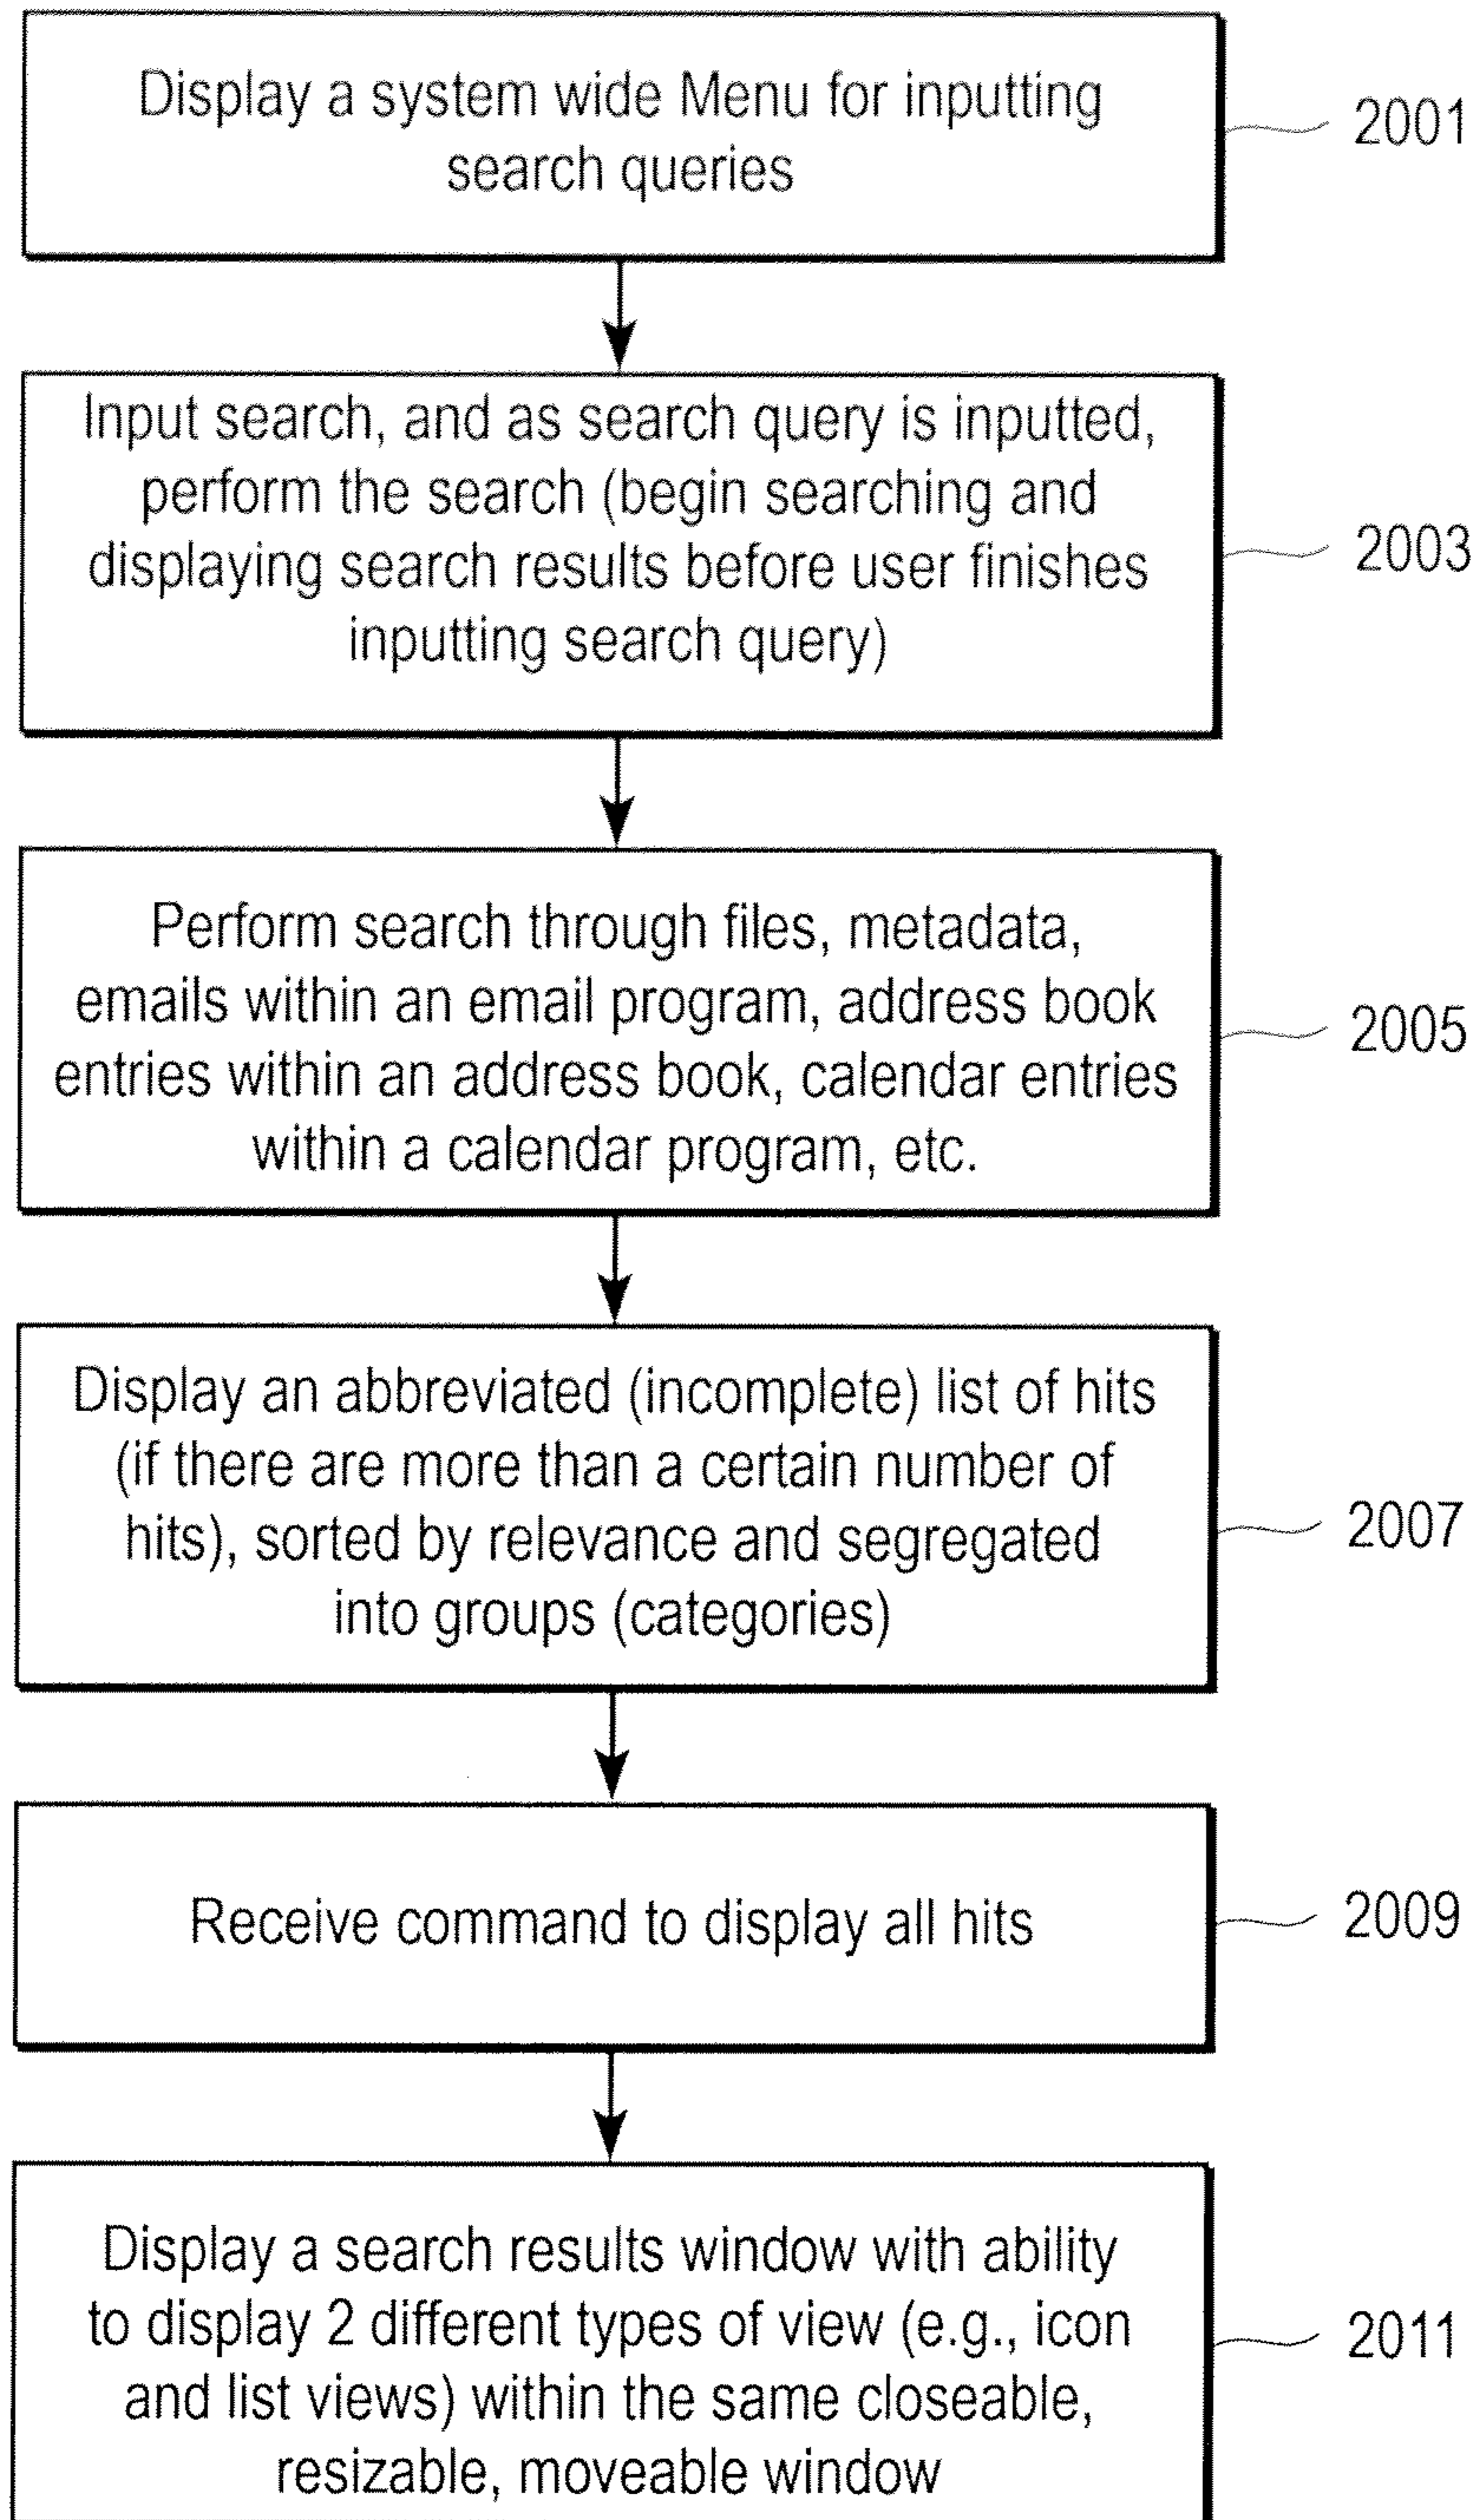 Display a system wide Menu for inputting
search queries
2001
Input search, and as search query is inputted,
perform the search (begin searching and
displaying search results before user finishes
inputting search query)
2003
Perform search through files, metadata,
emails within an email program, address book
entries within an address book, calendar entries
within a calendar program, etc.
2005
Display an abbreviated (incomplete) list of hits
(if there are more than a certain number of
hits), sorted by relevance and segregated
into groups (categories)
2007
Receive command to display all hits
2009
Display a search results window with ability
to display 2 different types of view (e.g., icon
and list views) within the same closeable,
resizable, moveable window
2011